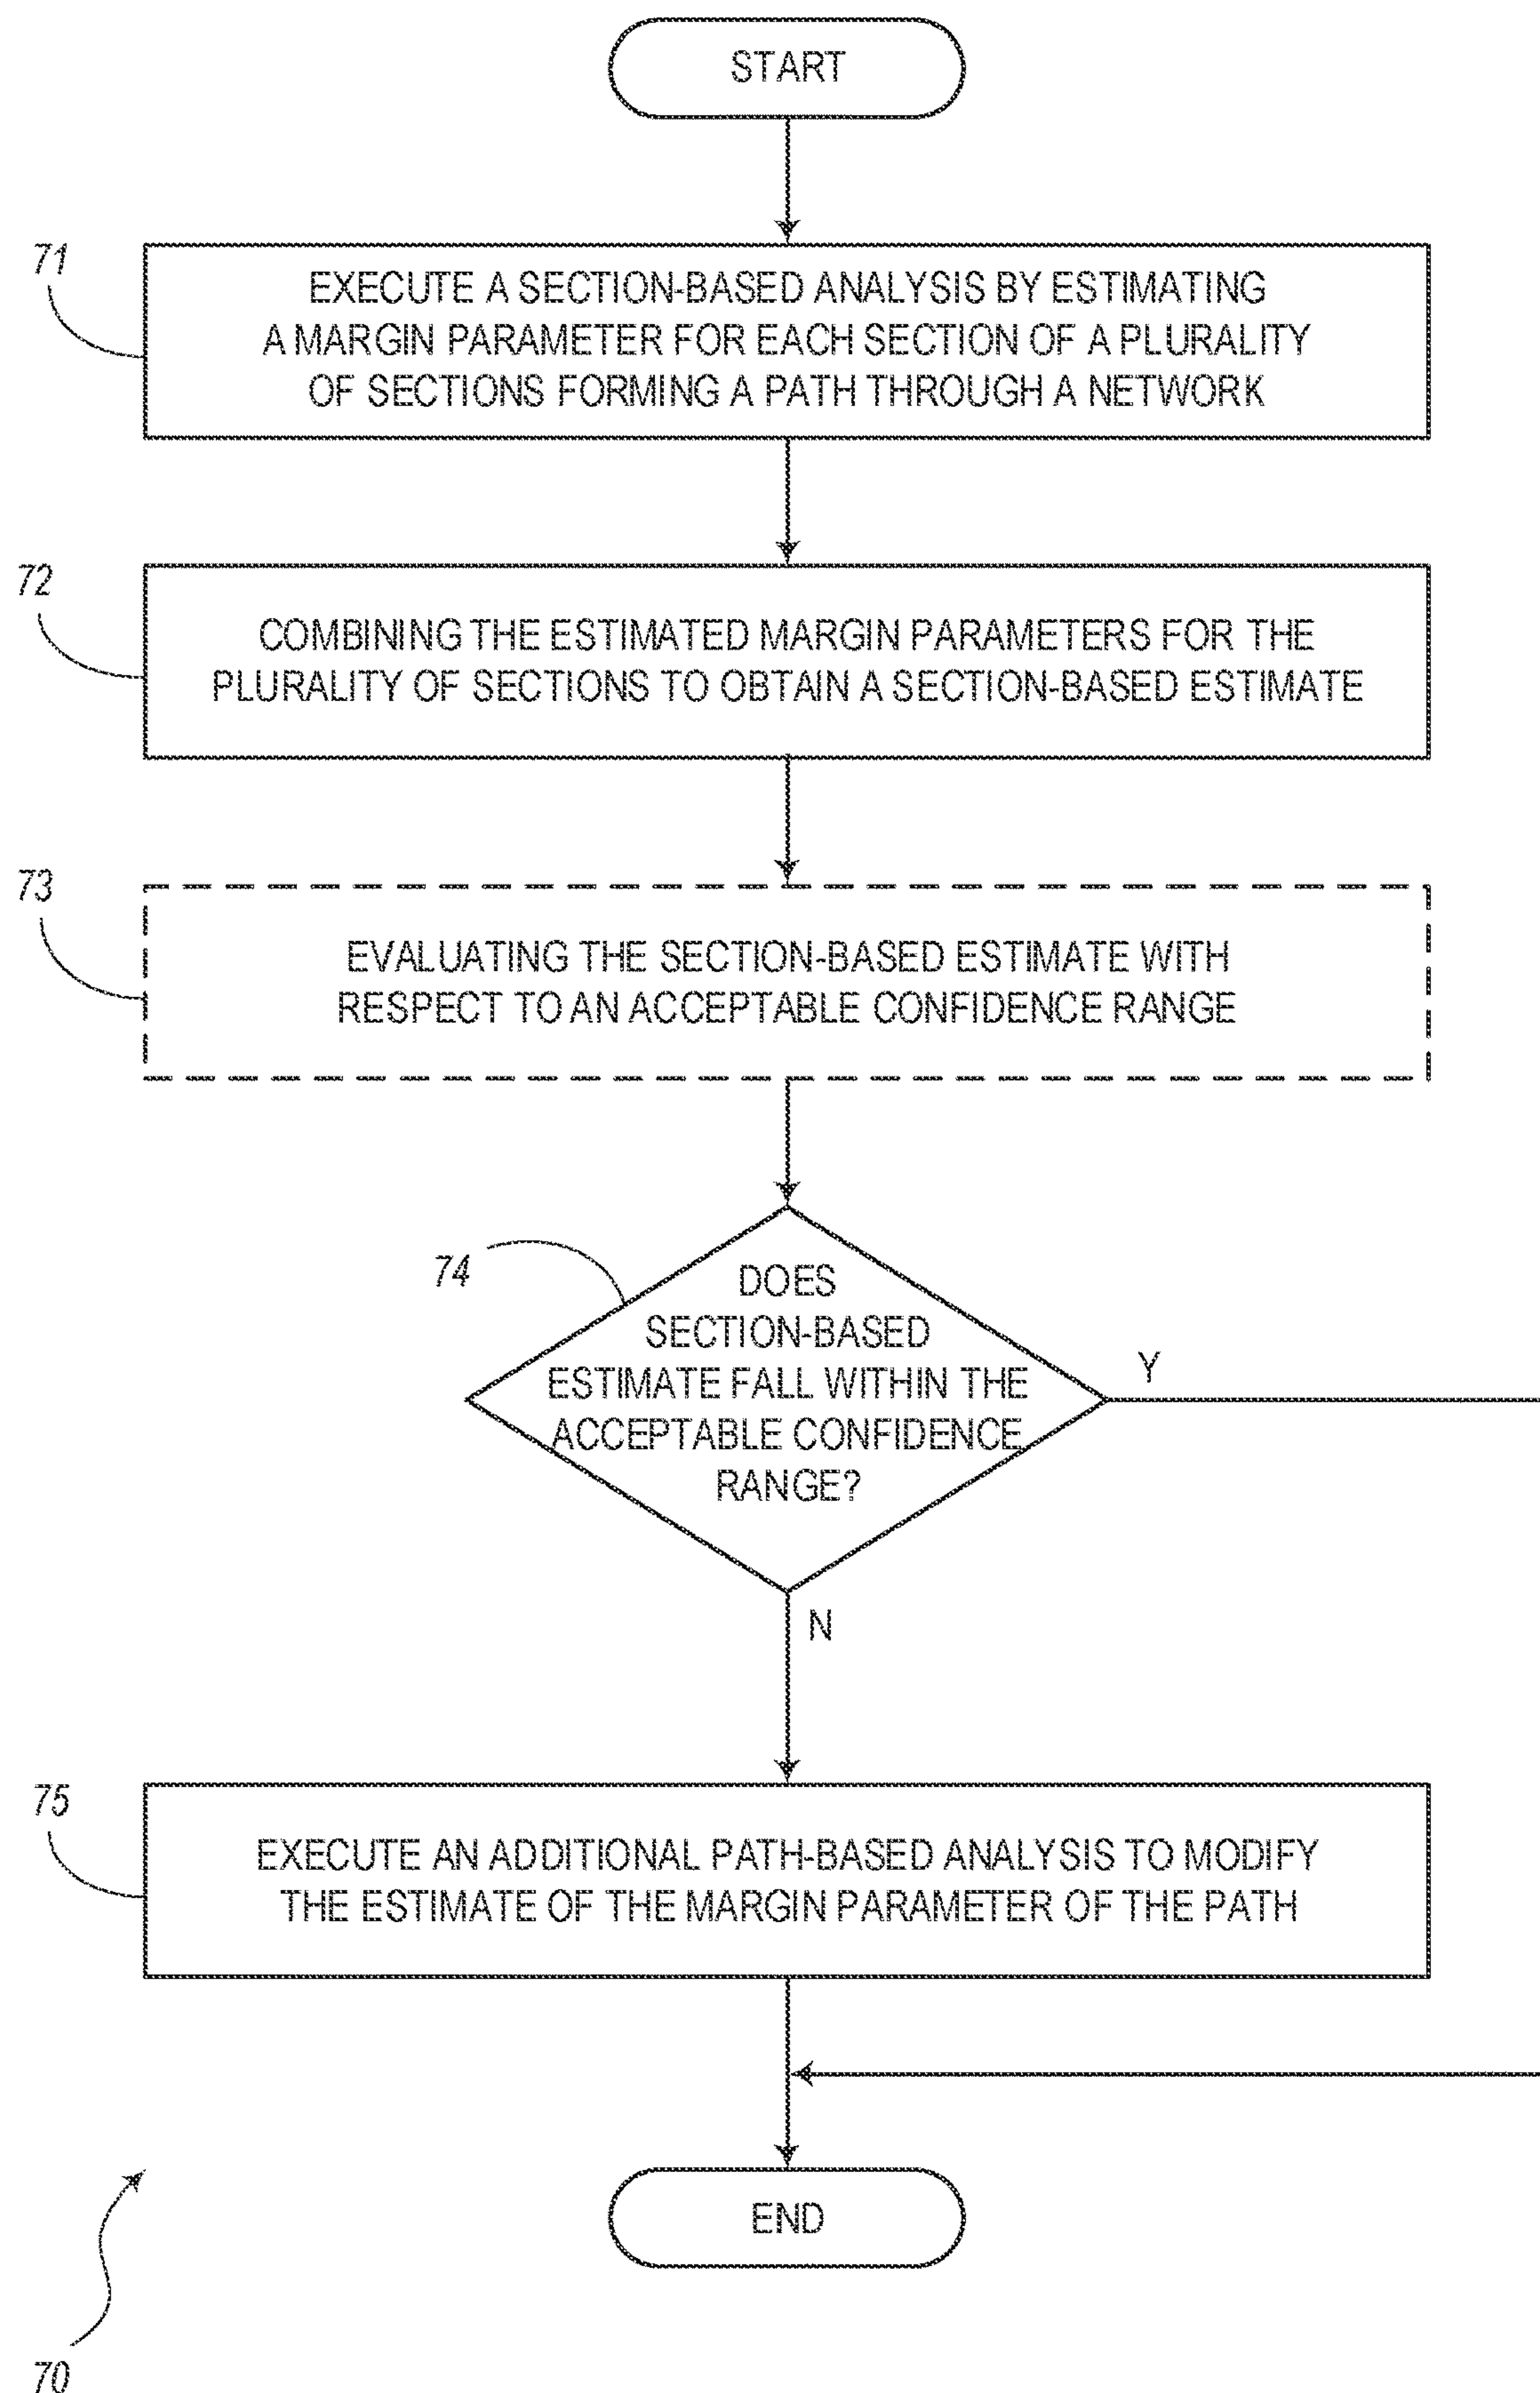 START
71
EXECUTE A SECTION-BASED ANALYSIS BY ESTIMATING
A MARGIN PARAMETER FOR EACH SECTION OF A PLURALITY
OF SECTIONS FORMING A PATH THROUGH A NETWORK
72
COMBINING THE ESTIMATED MARGIN PARAMETERS FOR THE
PLURALITY OF SECTIONS TO OBTAIN A SECTION-BASED ESTIMATE
73
EVALUATING THE SECTION-BASED ESTIMATE WITH
RESPECT TO AN ACCEPTABLE CONFIDENCE RANGE
74
DOES
SECTION-BASED
ESTIMATE FALL WITHIN THE
ACCEPTABLE CONFIDENCE
RANGE?
Y
N
75
EXECUTE AN ADDITIONAL PATH-BASED ANALYSIS TO MODIFY
THE ESTIMATE OF THE MARGIN PARAMETER OF THE PATH
END
70